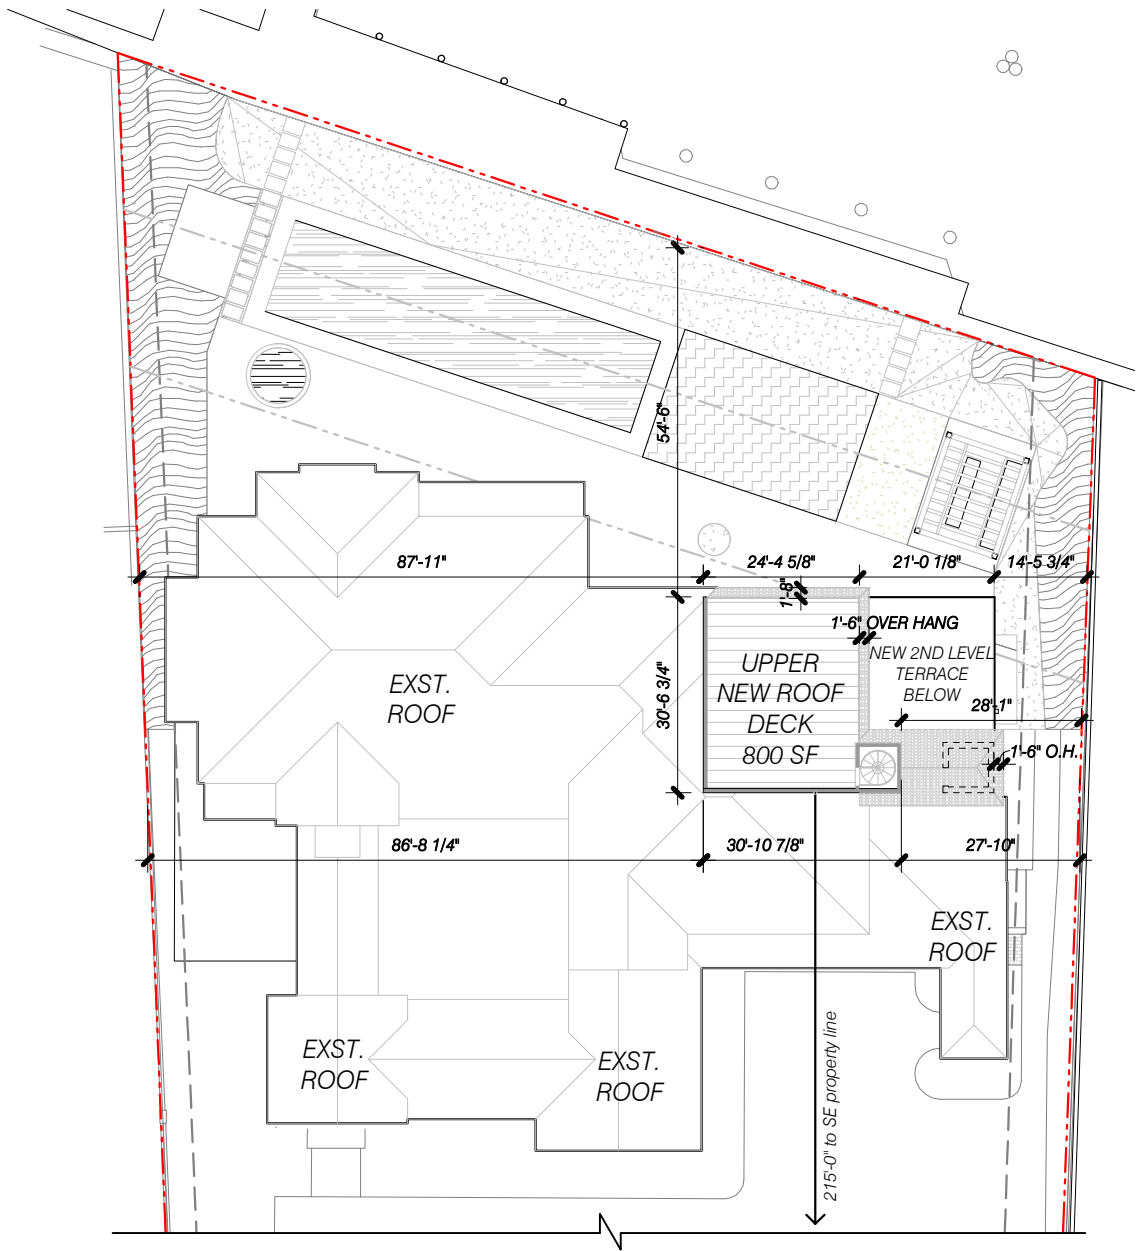 54'-6"
87'-11"
24'-4 5/8"
21'-0 1/8"
14'-5 3/4"
1'-8"
1'-6" OVER HANG
NEW 2ND LEVEL
TERRACE
BELOW
UPPER
NEW ROOF
DECK
800 SF
30'-6 3/4"
EXST.
ROOF
28'-1"
1'-6" O.H.
86'-8 1/4"
30'-10 7/8"
27'-10"
EXST.
ROOF
EXST.
ROOF
EXST.
ROOF
215'-0" to SE property line